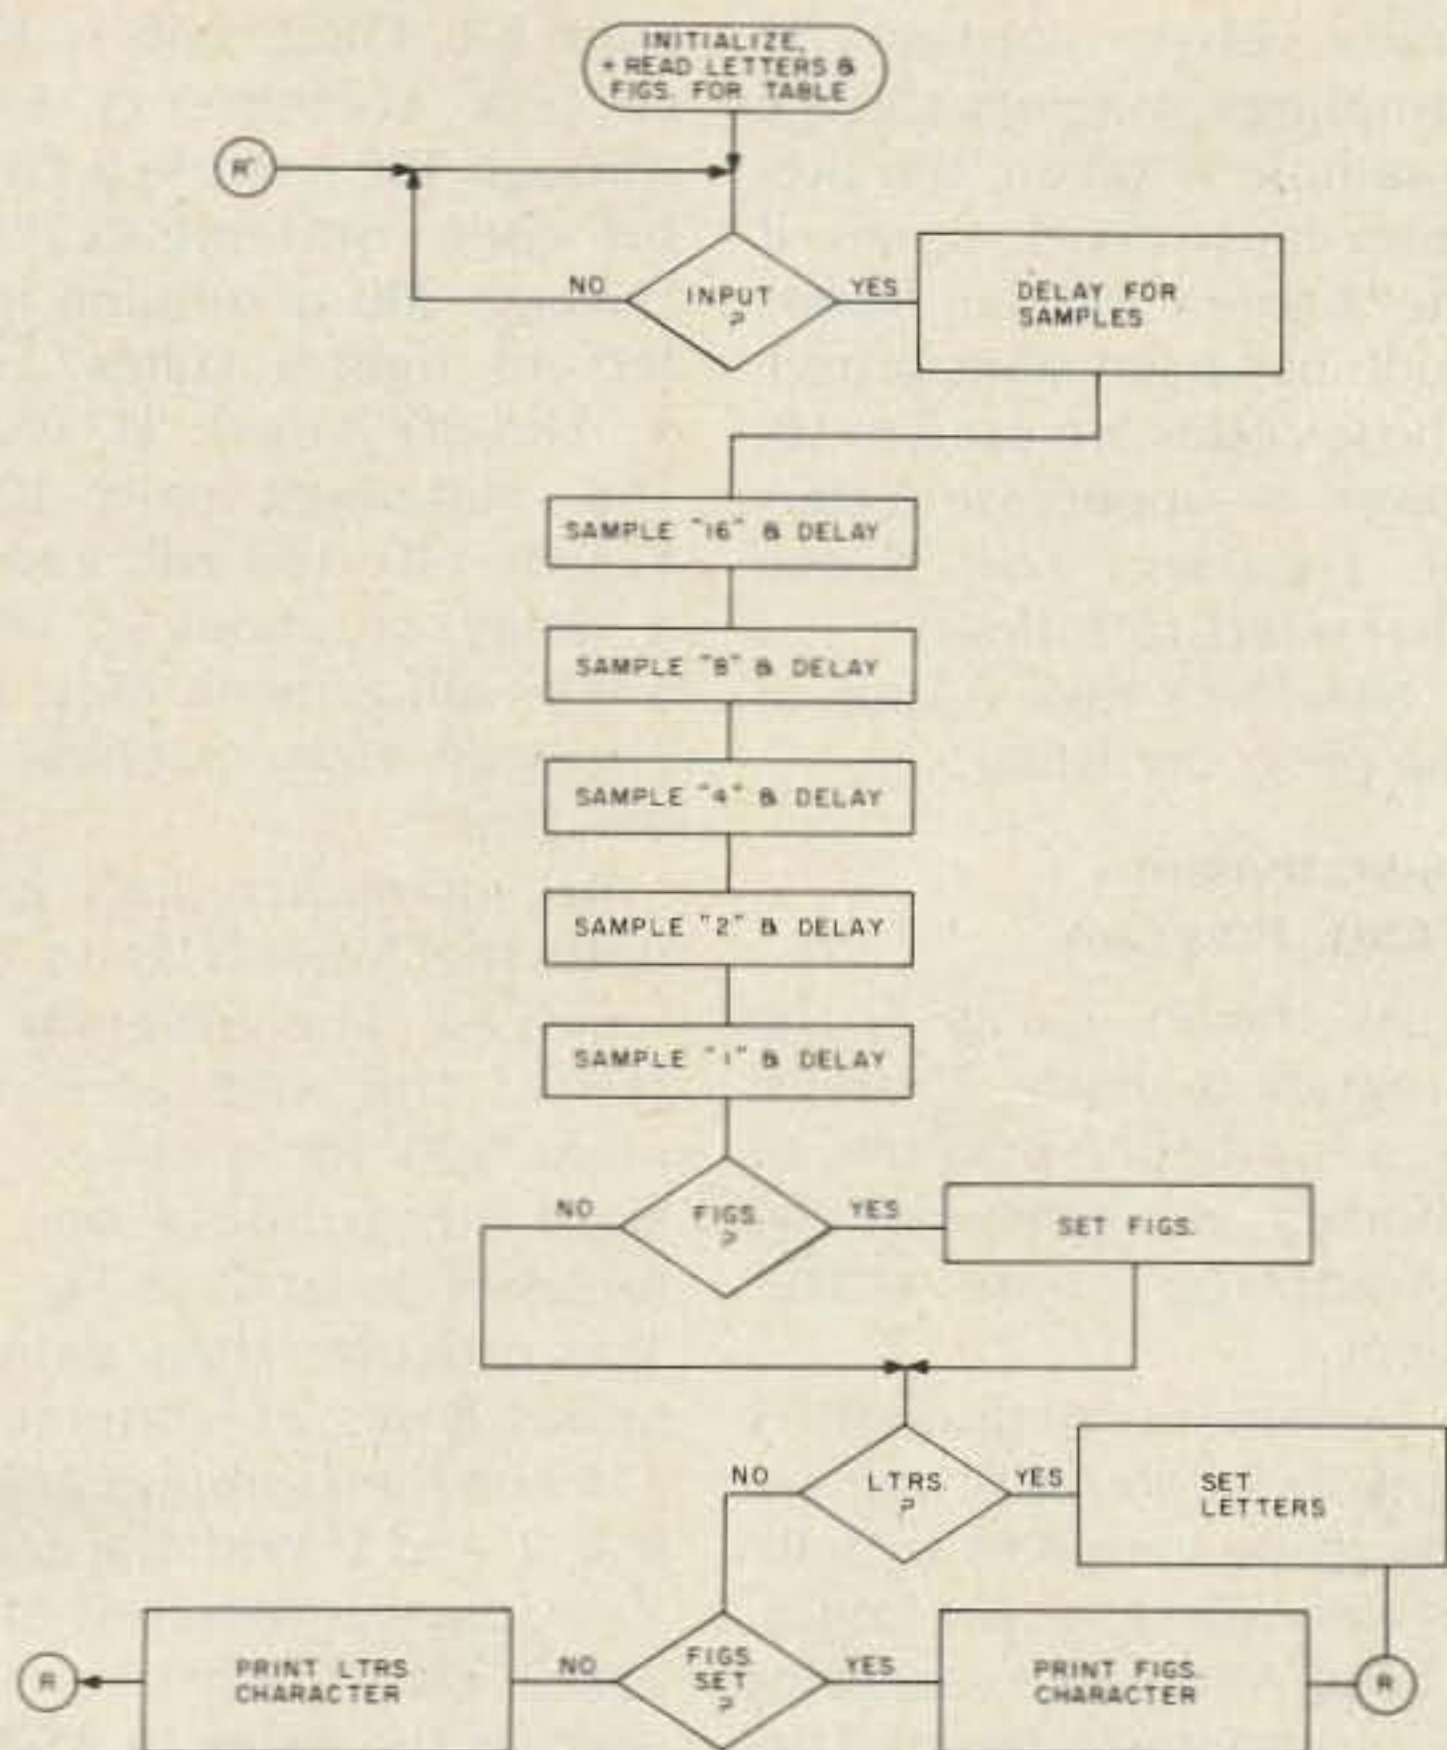 INITIALIZE,
+ READ LETTERS &
FIGS. FOR TABLE
R
NO
INPUT
?
YES
DELAY FOR
SAMPLES
SAMPLE "16" & DELAY
SAMPLE "8" & DELAY
SAMPLE "4" & DELAY
SAMPLE "2" & DELAY
SAMPLE "1" & DELAY
NO
FIGS.
?
YES
SET FIGS.
NO
LTRS.
?
YES
SET
LETTERS
R
PRINT LTRS
CHARACTER
NO
FIGS
SET
?
YES
PRINT FIGS.
CHARACTER
R